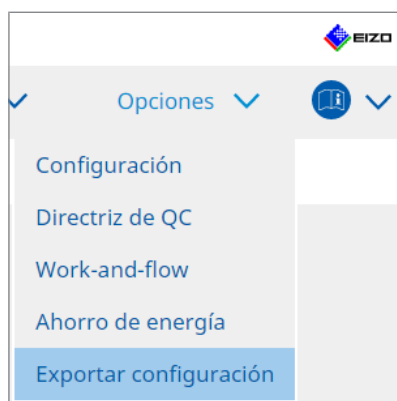 EIZO
Opciones
Configuración
Directriz de QC
Work-and-flow
Ahorro de energía
Exportar configuración